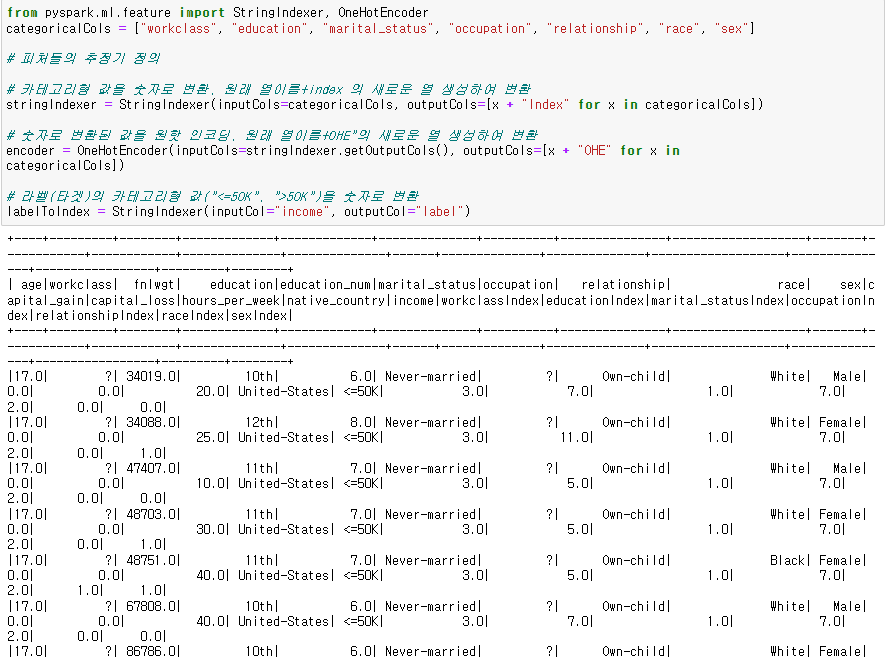 from pyspark.ml.feature import StringIndexer, OneHotEncoder
categoricalCols = ["workclass", "education", "marital_status", "occupation", "relationship", "race", "sex"]
# 피쳐들의 추정기 정의
# 카테고리형 값을 숫자로 변환. 원래 열이름+index 의 새로운 열 생성하여 변환
stringIndexer = StringIndexer(inputCols=categoricalCols, outputCols=[x + "Index" for x in categoricalCols])
# 숫자로 변환된 값을 원핫 인코딩. 원래 열이름+OHE"의 새로운 열 생성하여 변환
encoder = OneHotEncoder(inputCols=stringIndexer.getOutputCols(), outputCols=[x + "OHE" for x in
categoricalCols])
# 라벨(타겟)의 카테고리형 값("<=50K", ">50K")을 숫자로 변환
labelToIndex = StringIndexer(inputCol="income", outputCol="label")
+----+---------+--------+-------------+-------------+--------------+----------+--------------+------------------+-------+-
-----------+------------+--------------+--------------+------+--------------+--------------+-------------------+-----------
---+-----------------+---------+--------+
| age|workclass|  fnlwgt|    education|education_num|marital_status|occupation|  relationship|              race|    sex|c
apital_gain|capital_loss|hours_per_week|native_country|income|workclassIndex|educationIndex|marital_statusIndex|occupationIn
dex|relationshipIndex|raceIndex|sexIndex|
+----+---------+--------+-------------+-------------+--------------+----------+--------------+------------------+-------+-
-----------+------------+--------------+--------------+------+--------------+--------------+-------------------+-----------
---+-----------------+---------+--------+
|17.0|        ?| 34019.0|         10th|          6.0| Never-married|         ?|     Own-child|             White|   Male|
0.0|         0.0|          20.0| United-States| <=50K|           3.0|           7.0|                1.0|            7.0|
2.0|      0.0|     0.0|
|17.0|        ?| 34088.0|         12th|          8.0| Never-married|         ?|     Own-child|             White| Female|
0.0|         0.0|          25.0| United-States| <=50K|           3.0|          11.0|                1.0|            7.0|
2.0|      0.0|     1.0|
|17.0|        ?| 47407.0|         11th|          7.0| Never-married|         ?|     Own-child|             White|   Male|
0.0|         0.0|          10.0| United-States| <=50K|           3.0|           5.0|                1.0|            7.0|
2.0|      0.0|     0.0|
|17.0|        ?| 48703.0|         11th|          7.0| Never-married|         ?|     Own-child|             White| Female|
0.0|         0.0|          30.0| United-States| <=50K|           3.0|           5.0|                1.0|            7.0|
2.0|      0.0|     1.0|
|17.0|        ?| 48751.0|         11th|          7.0| Never-married|         ?|     Own-child|             Black| Female|
0.0|         0.0|          40.0| United-States| <=50K|           3.0|           5.0|                1.0|            7.0|
2.0|      1.0|     1.0|
|17.0|        ?| 67808.0|         10th|          6.0| Never-married|         ?|     Own-child|             White|   Male|
0.0|         0.0|          40.0| United-States| <=50K|           3.0|           7.0|                1.0|            7.0|
2.0|      0.0|     0.0|
|17.0|        ?| 86786.0|         10th|          6.0| Never-married|         ?|     Own-child|             White| Female|